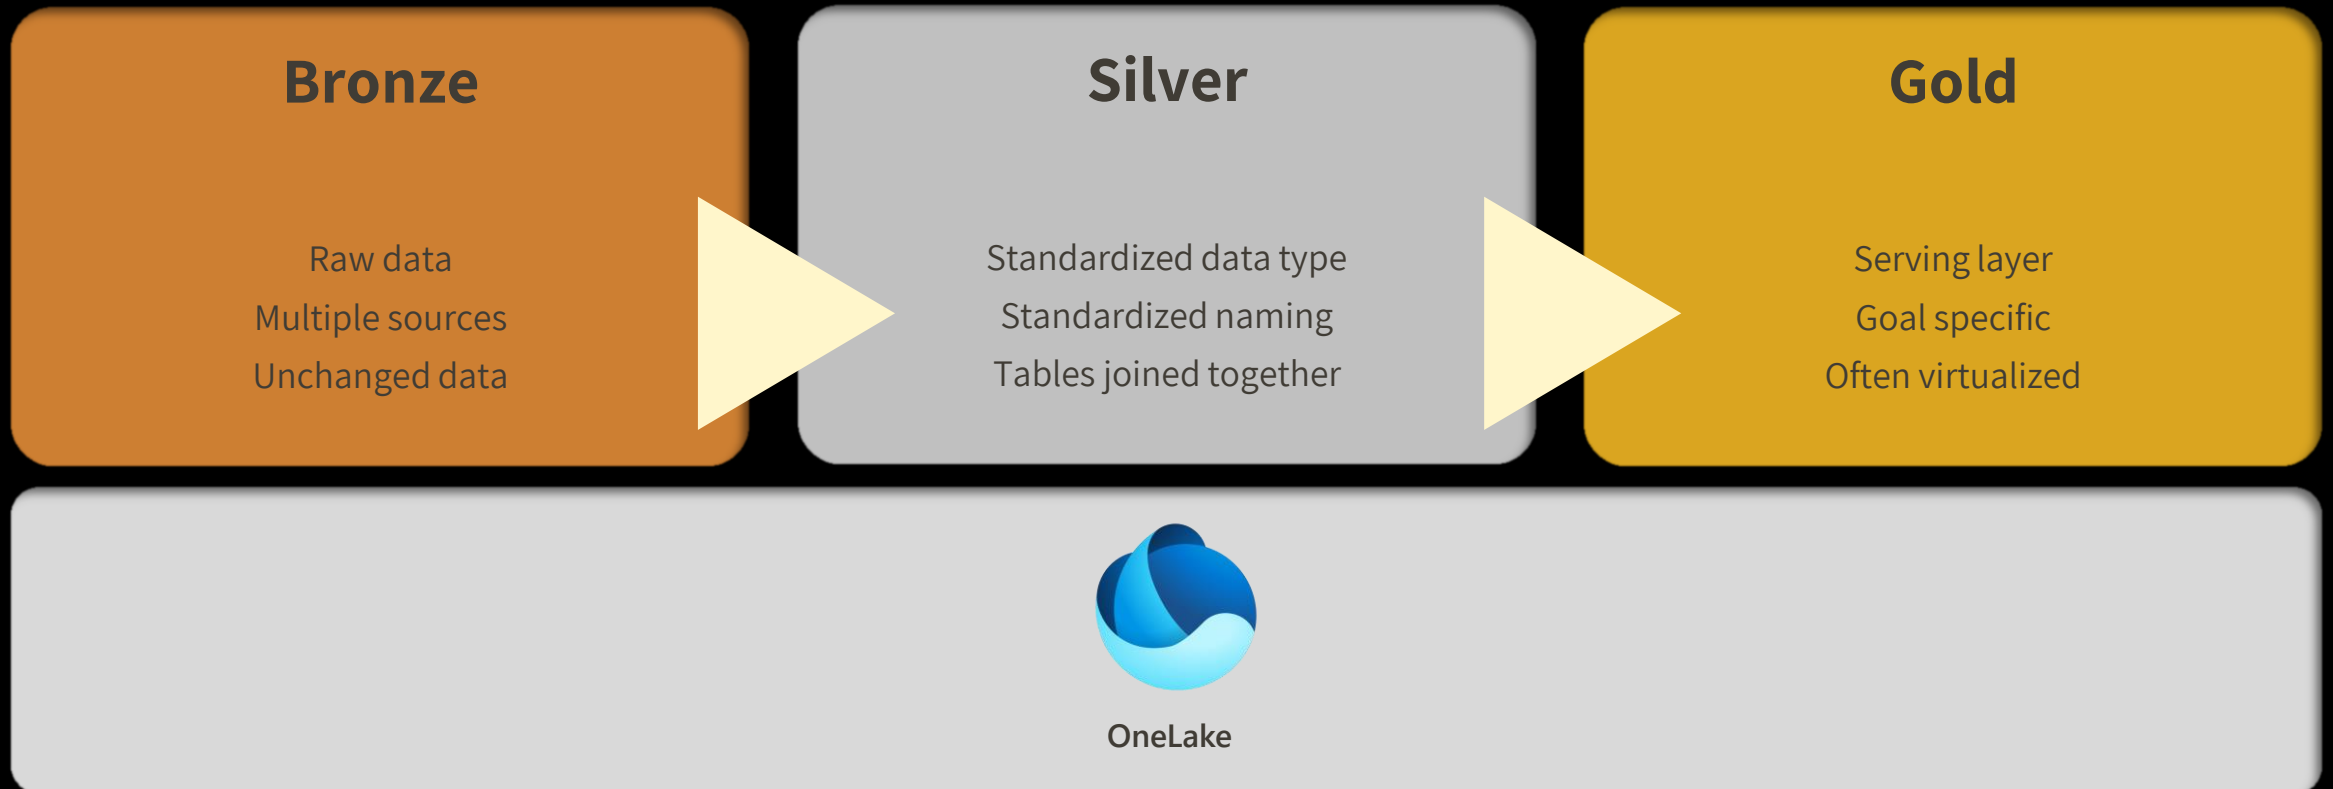 Bronze
Raw data
Multiple sources
Unchanged data
Silver
Standardized data type
Standardized naming
Tables joined together
Gold
Serving layer
Goal specific
Often virtualized
OneLake